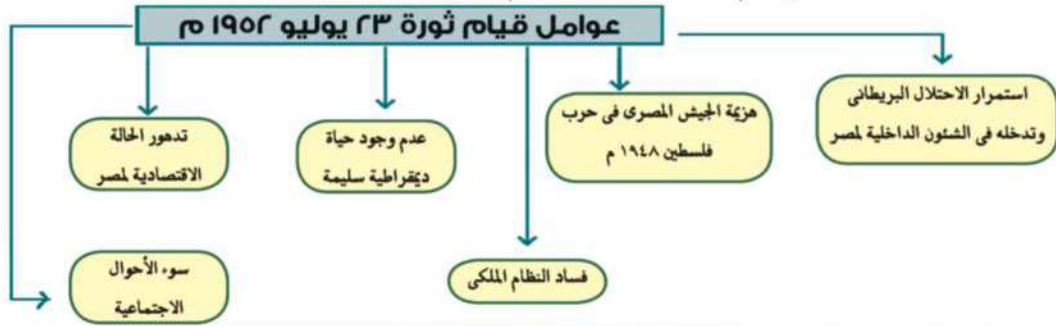 عوامل قيام ثورة ٢٣ يوليو ١٩٥٢ م
استمرار الاحتلال البريطانى
وتدخله فى الشئون الداخلية لمصر
هزيمة الجيش المصرى فى حرب
فلسطين ١٩٤٨ م
عدم وجود حياة
ديمقراطية سليمة
تدهور الحالة
الاقتصادية لمصر
فساد النظام الملكى
سوء الأحوال
الاجتماعية